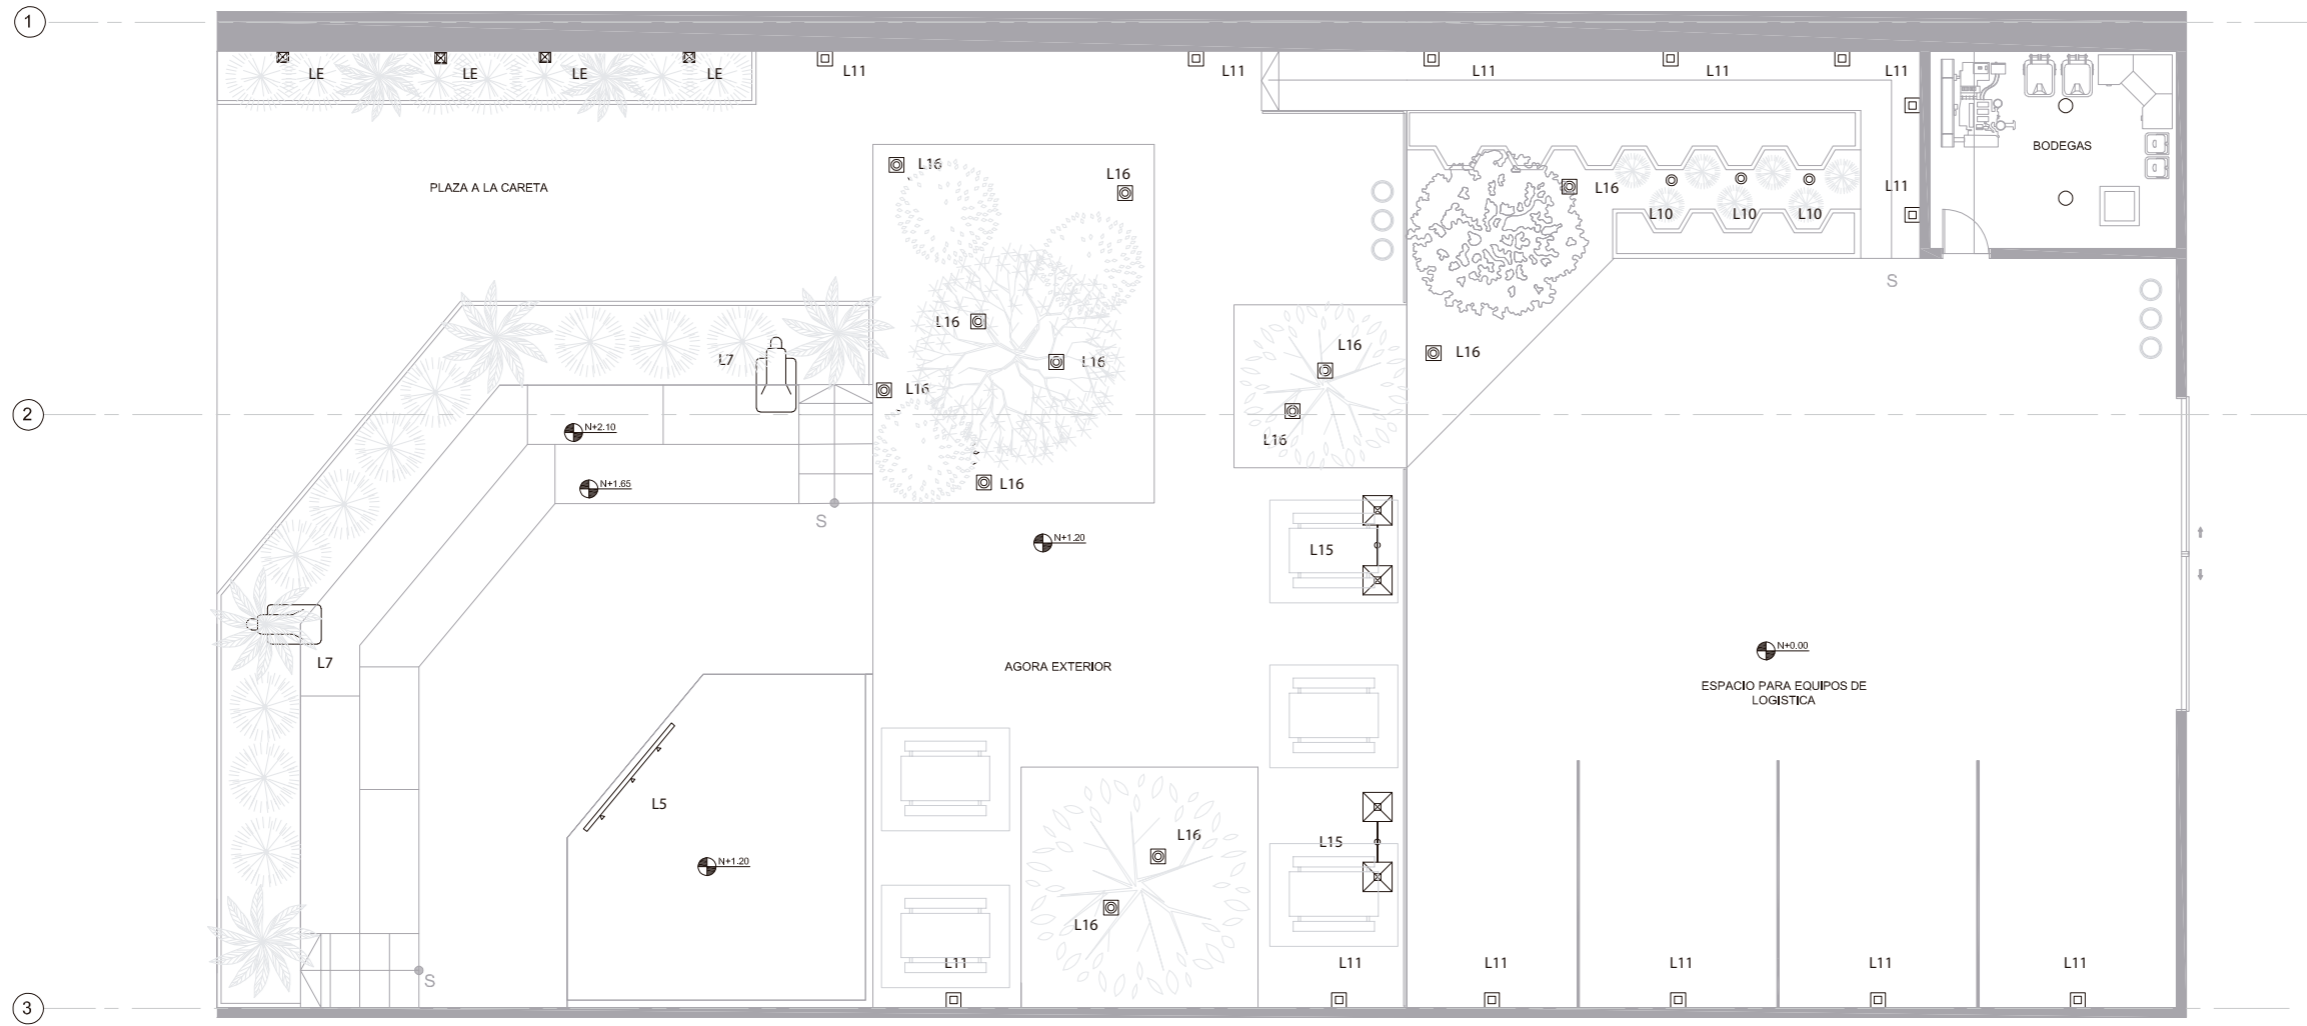 1
LE
LE
LE
LE
L11
L11
L11
L11
L11
BODEGAS
L16
L16
PLAZA A LA CARETA
L16
L11
L10
L10
L10
S
L16
L16
L16
L7
L16
L16
L16
2
N+2.10
L16
N+1.65
L16
S
N+1.20
L15
N+0.00
L7
AGORA EXTERIOR
ESPACIO PARA EQUIPOS DE
LOGISTICA
L5
L16
L15
N+1.20
L16
L11
L11
L11
L11
L11
L11
S
3